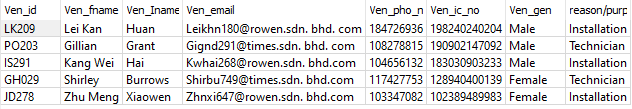 Ven_id Ven_fname Ven_lname Ven_email Ven_pho_n Ven_ic_no Ven_gen reason/purp
LK209 Lei Kan Huan Leikhn180@rowen.sdn. bhd. com 184726936 198240240204 Male Installation
PO203 Gillian Grant Gignd291@times.sdn. bhd.com 108278815 190902147092 Male Technician
IS291 Kang Wei Hai Kwhai268@rowen.sdn. bhd.com 104656132 183030903233 Male Installation
GH029 Shirley Burrows Shirbu749@times.sdn. bhd.com 117427753 128940400139 Female Technician
JD278 Zhu Meng Xiaowen Zhnxi647@rowen.sdn. bhd.com 103347082 102389489983 Female Installation